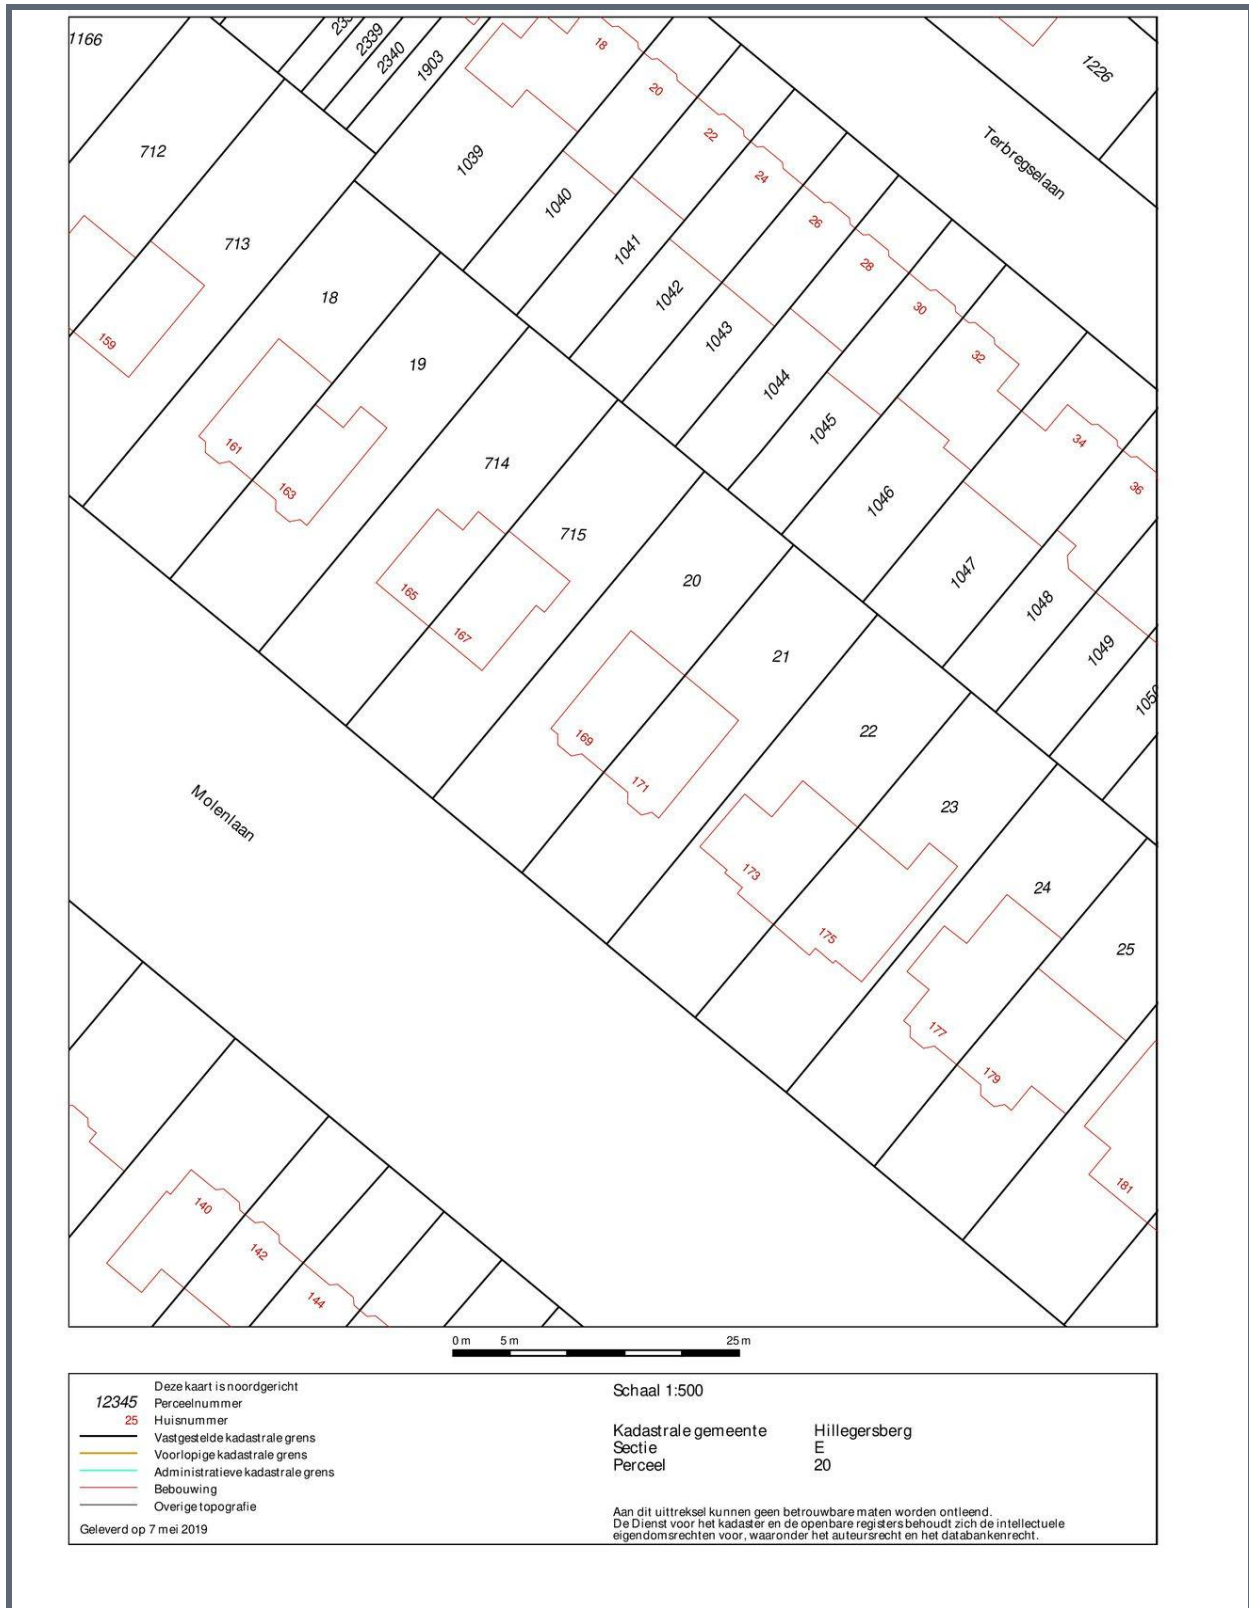 1166
2339
2340
1903
18
1226
20
22
Terbregselaan
712
1039
24
1040
26
713
1041
28
18
1042
30
159
1043
32
19
1044
1045
34
161
714
163
36
1046
715
1047
20
165
1048
167
21
1049
169
22
171
Molenlaan
23
173
24
175
25
177
179
181
140
142
144
0 m 5 m 25 m
Deze kaart is noordgericht
12345 Perceelnummer
25 Huisnummer
Vastgestelde kadastrale grens
Voorlopige kadastrale grens
Administratieve kadastrale grens
Bebouwing
Overige topografie
Geleverd op 7 mei 2019
Schaal 1:500
Kadastrale gemeente Hillegersberg
Sectie E
Perceel 20
Aan dit uittreksel kunnen geen betrouwbare maten worden ontleend.
De Dienst voor het kadaster en de openbare registers behoudt zich de intellectuele
eigendomsrechten voor, waaronder het auteursrecht en het databankenrecht.